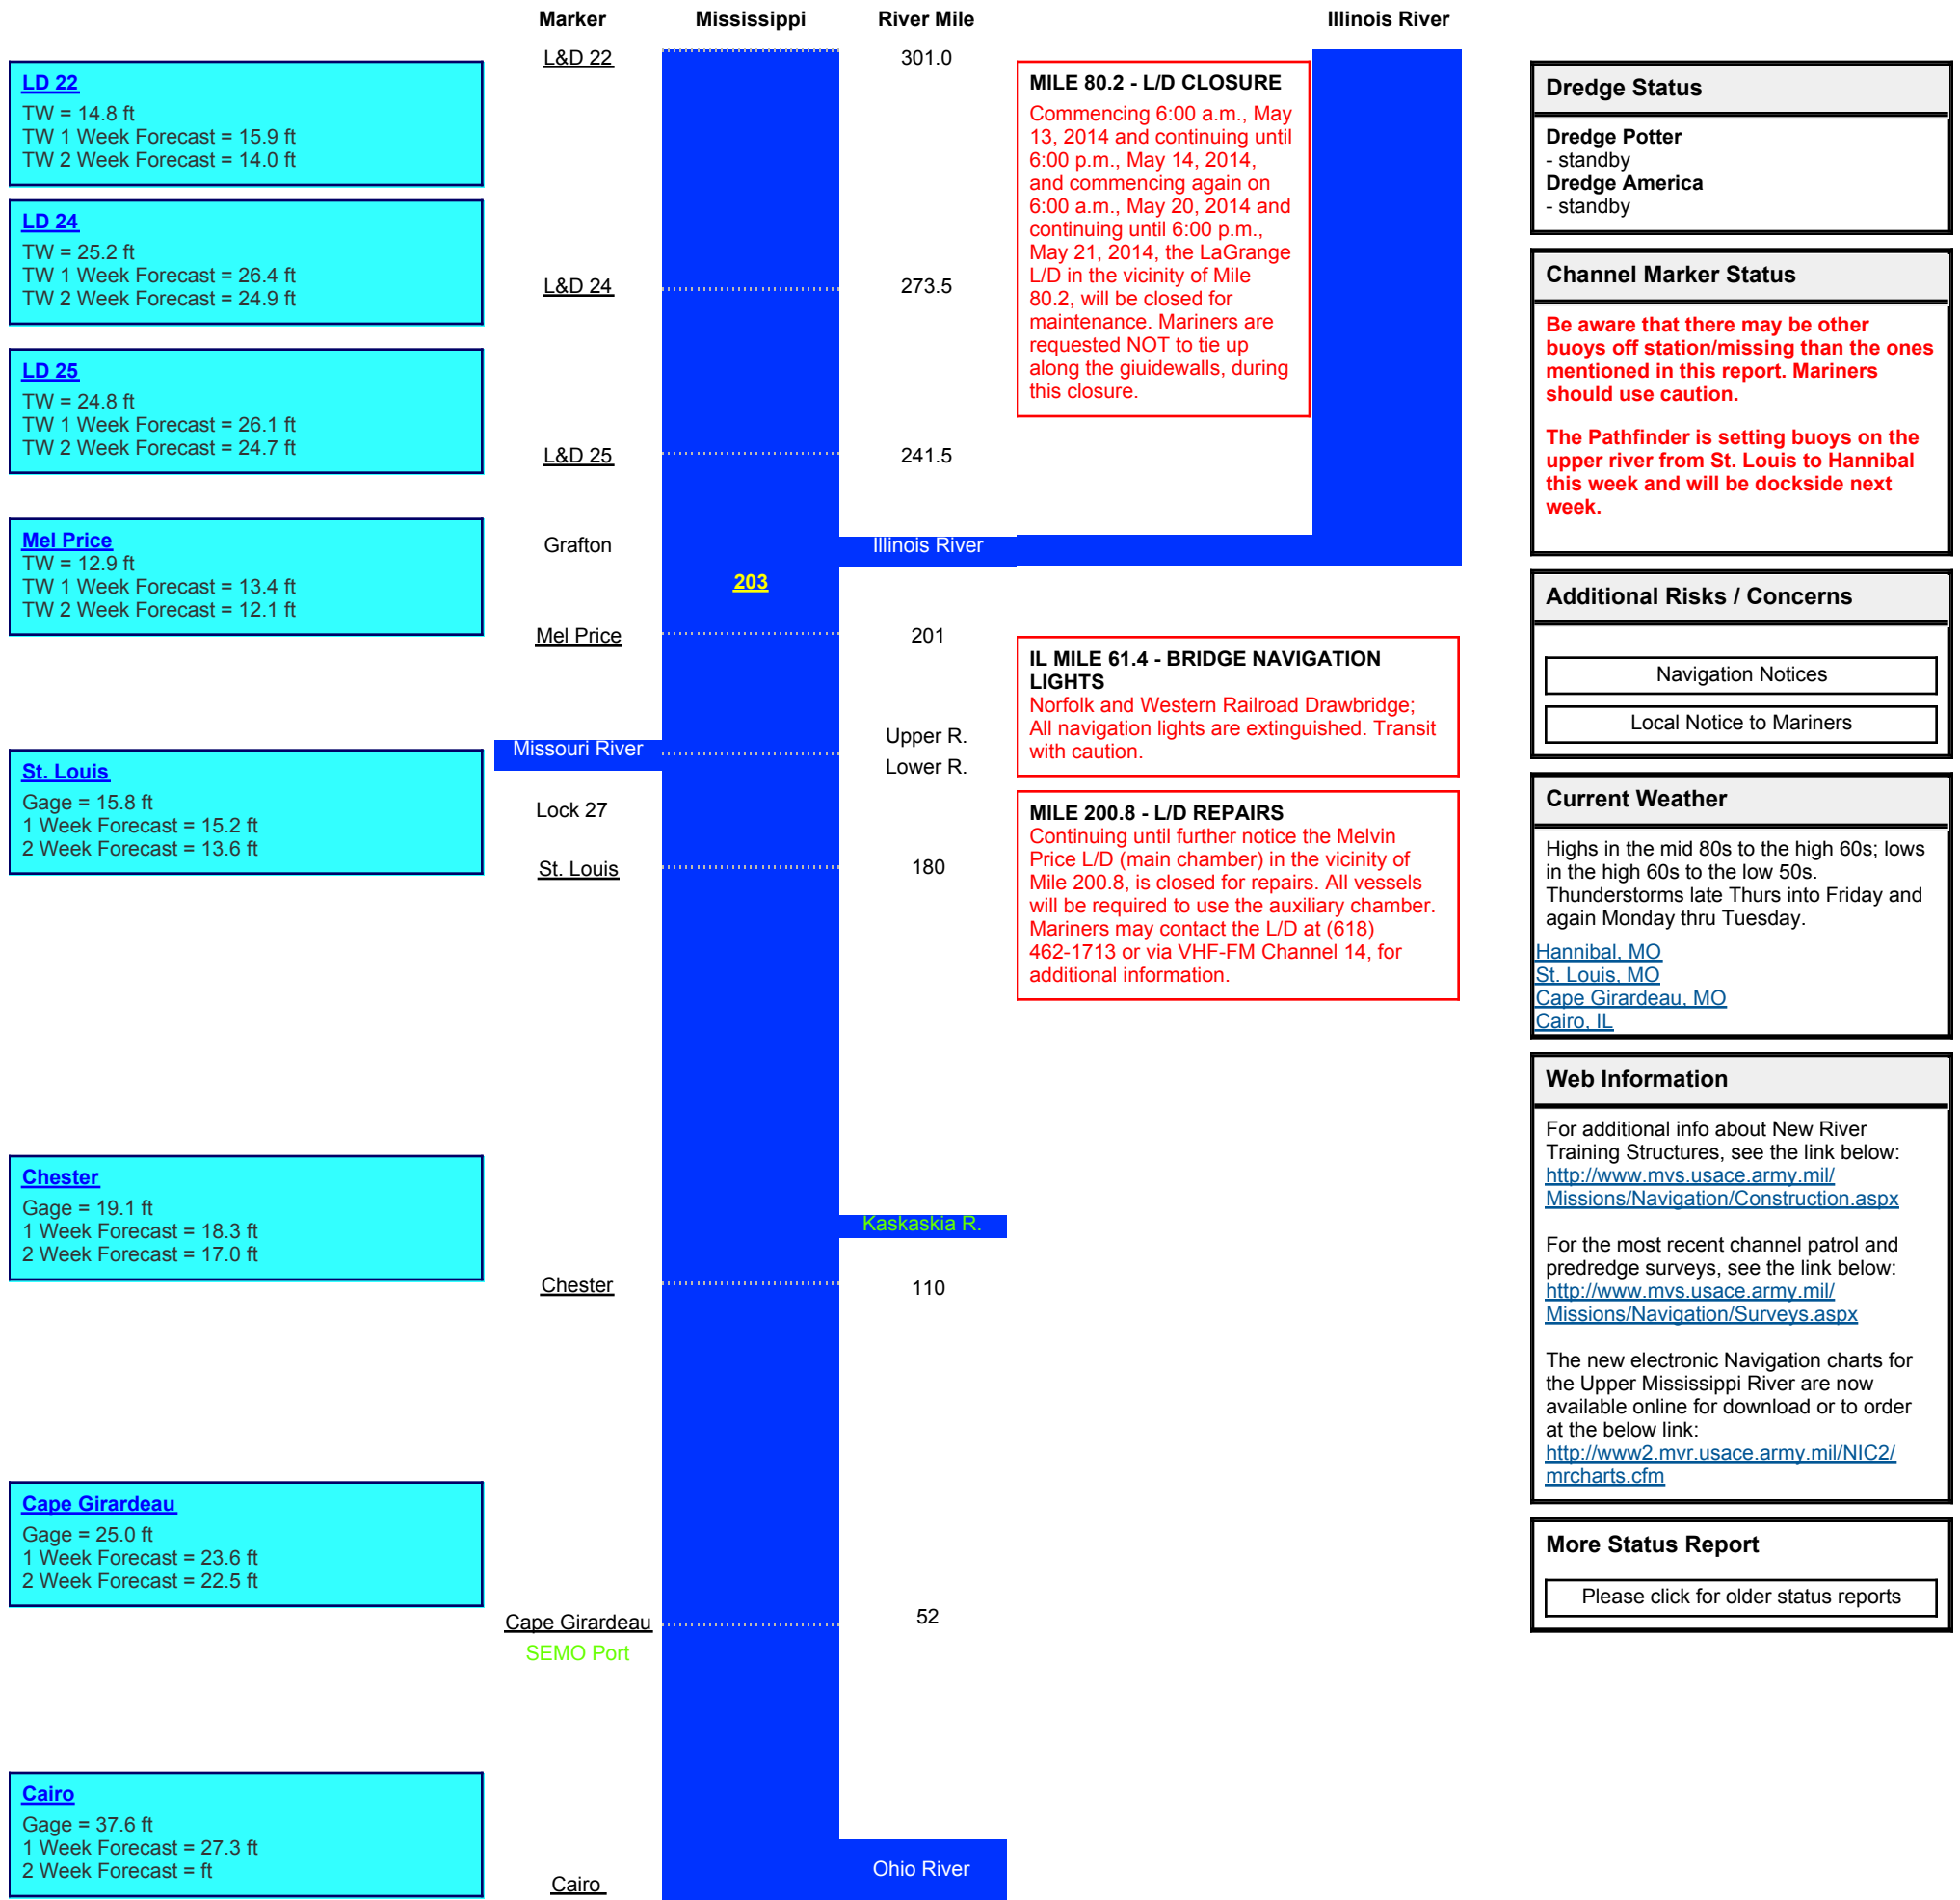 Marker Mississippi River Mile Illinois River
LD 22
TW = 14.8 ft
TW 1 Week Forecast = 15.9 ft
TW 2 Week Forecast = 14.0 ft
LD 24
TW = 25.2 ft
TW 1 Week Forecast = 26.4 ft
TW 2 Week Forecast = 24.9 ft
LD 25
TW = 24.8 ft
TW 1 Week Forecast = 26.1 ft
TW 2 Week Forecast = 24.7 ft
Mel Price
TW = 12.9 ft
TW 1 Week Forecast = 13.4 ft
TW 2 Week Forecast = 12.1 ft
St. Louis
Gage = 15.8 ft
1 Week Forecast = 15.2 ft
2 Week Forecast = 13.6 ft
Chester
Gage = 19.1 ft
1 Week Forecast = 18.3 ft
2 Week Forecast = 17.0 ft
Cape Girardeau
Gage = 25.0 ft
1 Week Forecast = 23.6 ft
2 Week Forecast = 22.5 ft
Cairo
Gage = 37.6 ft
1 Week Forecast = 27.3 ft
2 Week Forecast = ft
L&D 22 301.0
L&D 24 273.5
L&D 25 241.5
Grafton Illinois River
203
Mel Price 201
Upper R.
Missouri River
Lower R.
Lock 27
St. Louis 180
Kaskaskia R.
Chester 110
Cape Girardeau 52
SEMO Port
Ohio River
Cairo
MILE 80.2 - L/D CLOSURE
Commencing 6:00 a.m., May
13, 2014 and continuing until
6:00 p.m., May 14, 2014,
and commencing again on
6:00 a.m., May 20, 2014 and
continuing until 6:00 p.m.,
May 21, 2014, the LaGrange
L/D in the vicinity of Mile
80.2, will be closed for
maintenance. Mariners are
requested NOT to tie up
along the giuidewalls, during
this closure.
IL MILE 61.4 - BRIDGE NAVIGATION
LIGHTS
Norfolk and Western Railroad Drawbridge;
All navigation lights are extinguished. Transit
with caution.
MILE 200.8 - L/D REPAIRS
Continuing until further notice the Melvin
Price L/D (main chamber) in the vicinity of
Mile 200.8, is closed for repairs. All vessels
will be required to use the auxiliary chamber.
Mariners may contact the L/D at (618)
462-1713 or via VHF-FM Channel 14, for
additional information.
Dredge Status
Dredge Potter
- standby
Dredge America
- standby
Channel Marker Status
Be aware that there may be other
buoys off station/missing than the ones
mentioned in this report. Mariners
should use caution.
The Pathfinder is setting buoys on the
upper river from St. Louis to Hannibal
this week and will be dockside next
week.
Additional Risks / Concerns
Navigation Notices
Local Notice to Mariners
Current Weather
Highs in the mid 80s to the high 60s; lows
in the high 60s to the low 50s.
Thunderstorms late Thurs into Friday and
again Monday thru Tuesday.
Hannibal, MO
St. Louis, MO
Cape Girardeau, MO
Cairo, IL
Web Information
For additional info about New River
Training Structures, see the link below:
http://www.mvs.usace.army.mil/
Missions/Navigation/Construction.aspx
For the most recent channel patrol and
predredge surveys, see the link below:
http://www.mvs.usace.army.mil/
Missions/Navigation/Surveys.aspx
The new electronic Navigation charts for
the Upper Mississippi River are now
available online for download or to order
at the below link:
http://www2.mvr.usace.army.mil/NIC2/
mrcharts.cfm
More Status Report
Please click for older status reports